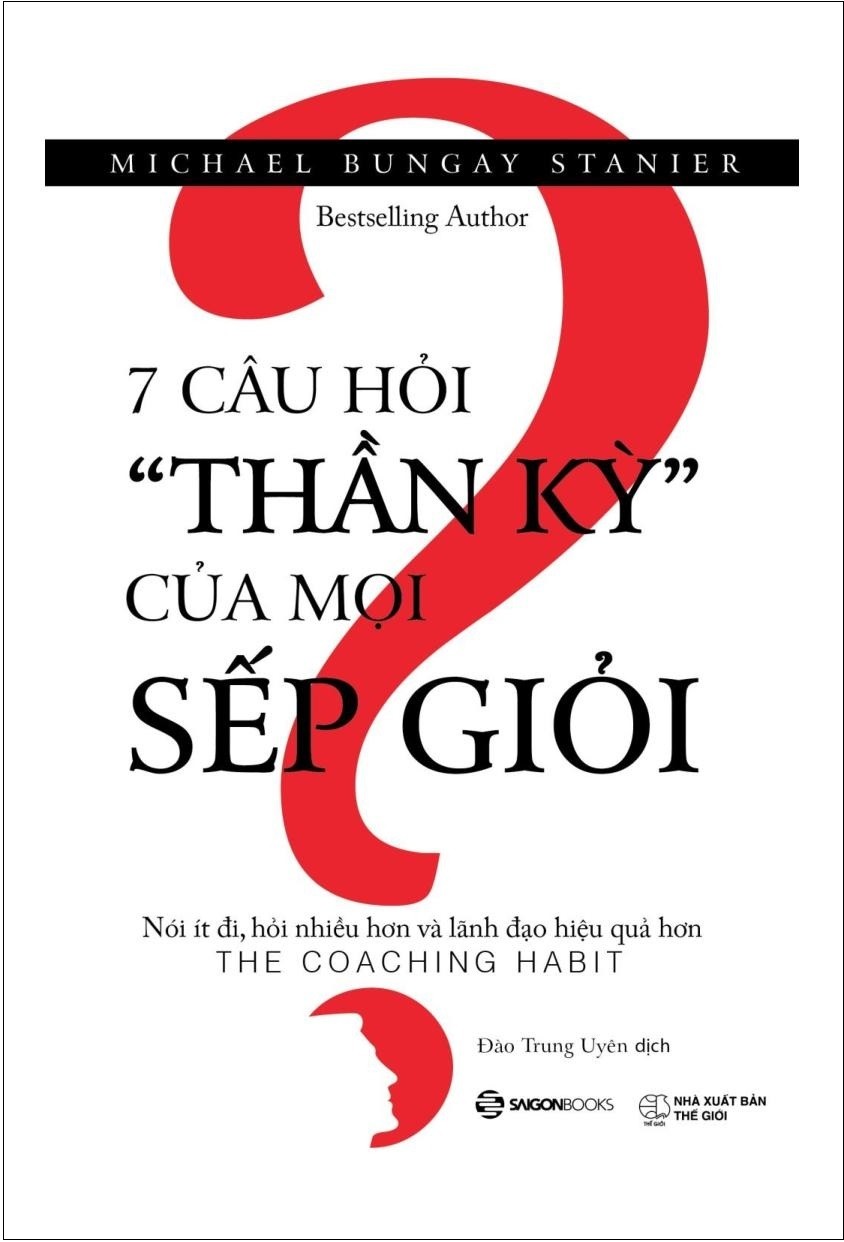 MICHAEL BUNGAY STANIER
Bestselling Author
7 CÂU HỎI
“THẦN KỲ”
CỦA MỌI
SẾP GIỎI
Nói ít đi, hỏi nhiều hơn và lãnh đạo hiệu quả hơn
THE COACHING HABIT
Đào Trung Uyên dịch
SAIGONBOOKS
THẾ GIỚI
NHÀ XUẤT BẢN
THẾ GIỚI